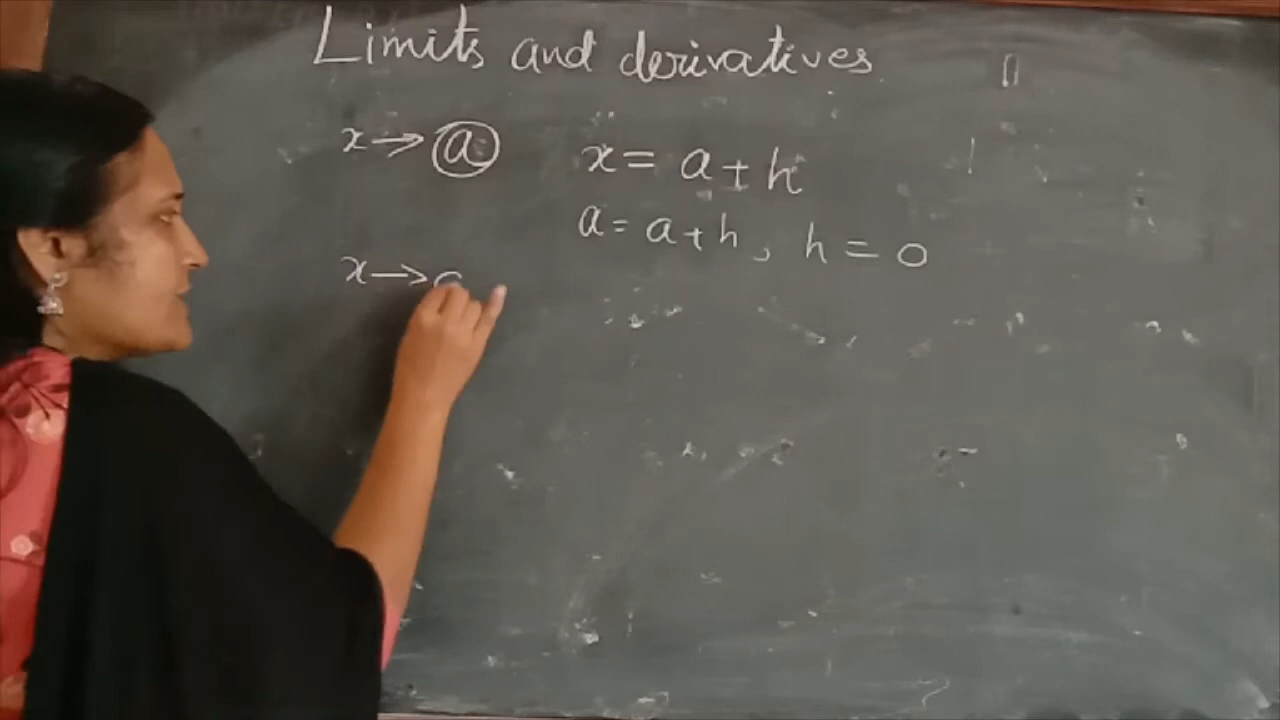 Limits and derivatives
x → a x = a + h
a = a + h, h = 0
x →